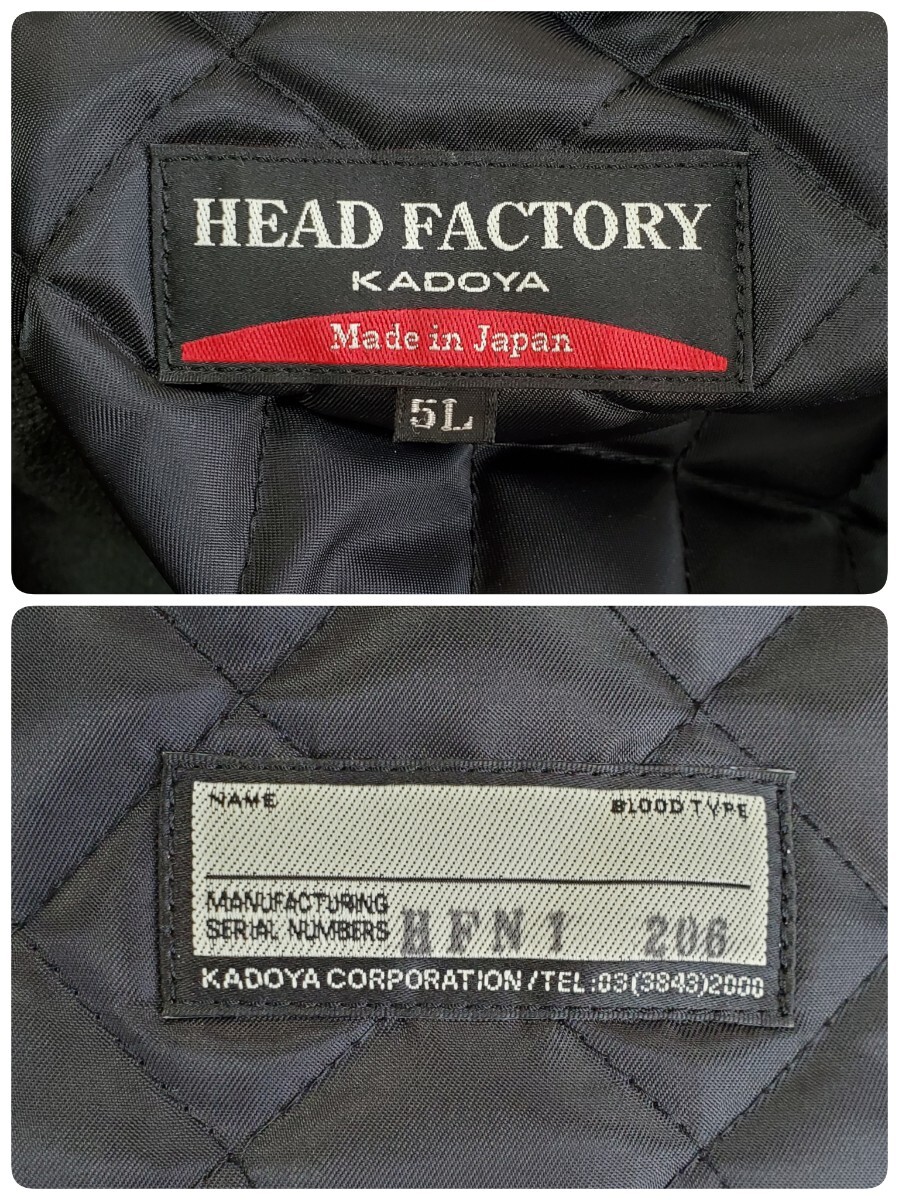 HEAD FACTORY
KADOYA
Made in Japan
5L
NAME BLOOD TYPE
MANUFACTURING
SERIAL NUMBERS HFN1 206
KADOYA CORPORATION/TEL:03(3843)2000